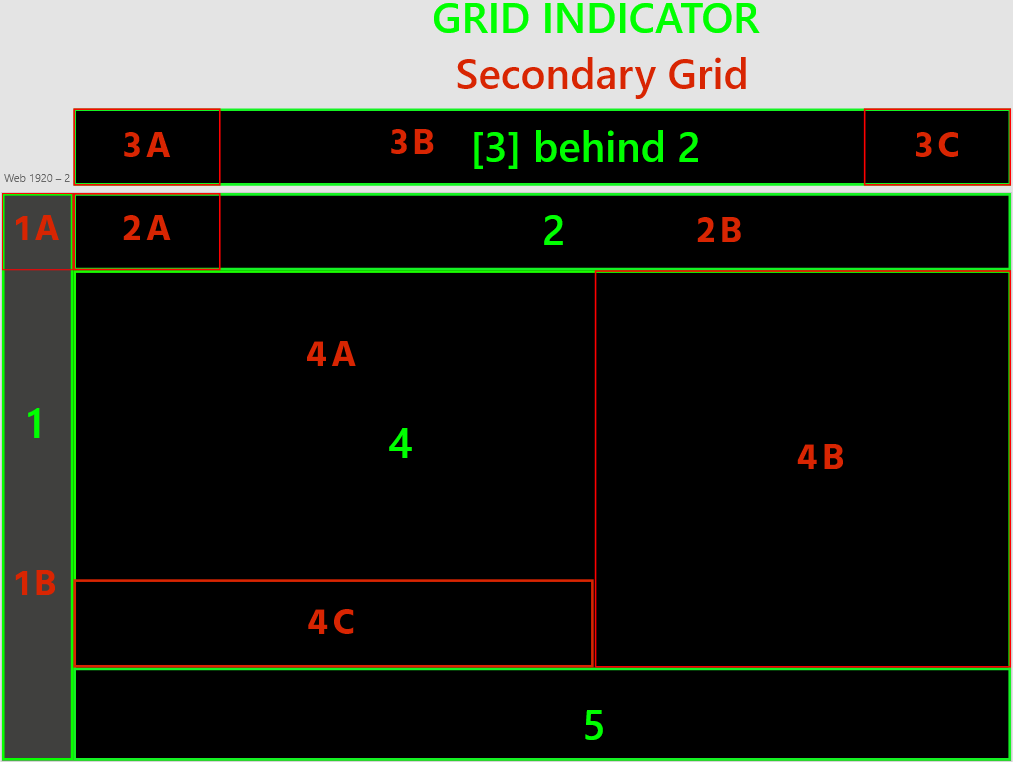 GRID INDICATOR
Secondary Grid
3A 3B [3] behind 2 3C
Web 1920 – 2
1A 2A 2 2B
4A
1 4 4B
1B
4C
5